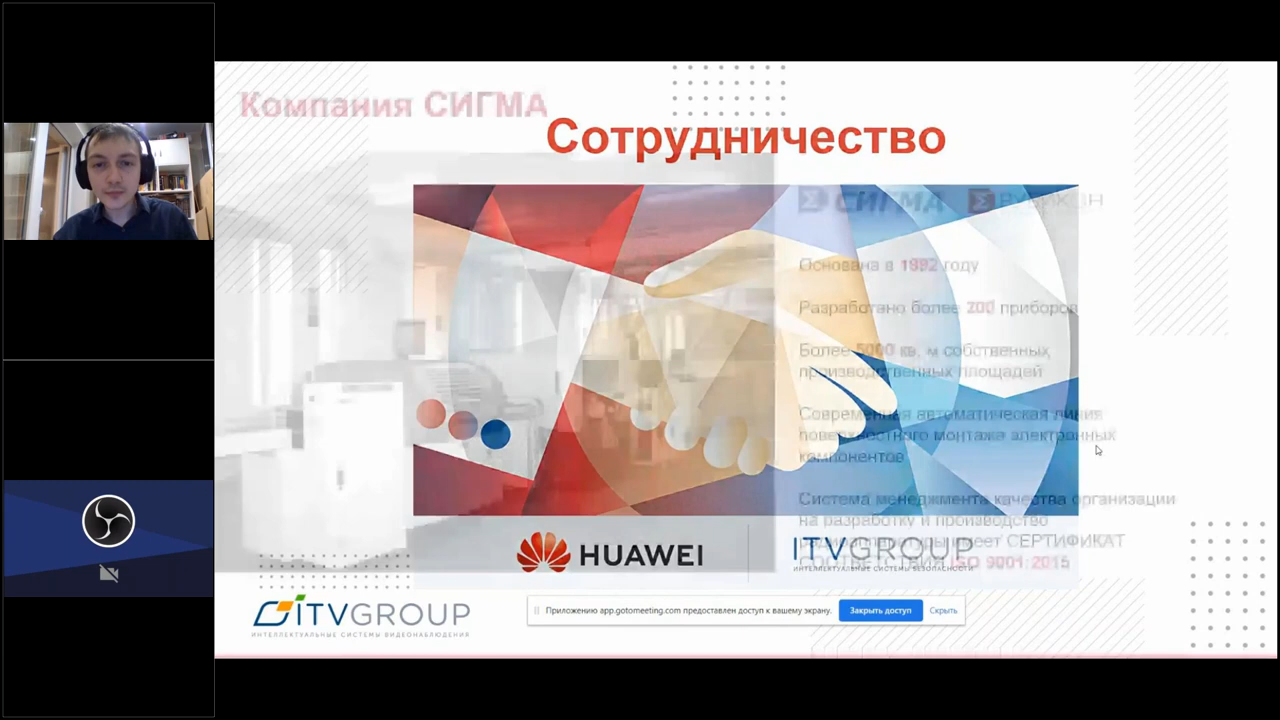 Компания СИГМА
Сотрудничество
СИГМА РУБИКОН
Основана в 1992 году
Разработано более 200 приборов
Более 5000 кв. м собственных
производственных площадей
Современная автоматическая линия
поверхностного монтажа электронных
компонентов
Система менеджмента качества организации
на разработку и производство
имеет СЕРТИФИКАТ
СООТВЕТСТВИЯ ISO 9001:2015
HUAWEI
ITVGROUP
ИНТЕЛЛЕКТУАЛЬНЫЕ СИСТЕМЫ БЕЗОПАСНОСТИ
ITVGROUP
ИНТЕЛЛЕКТУАЛЬНЫЕ СИСТЕМЫ ВИДЕОНАБЛЮДЕНИЯ
Приложению app.gotomeeting.com предоставлен доступ к вашему экрану.
Закрыть доступ
Скрыть